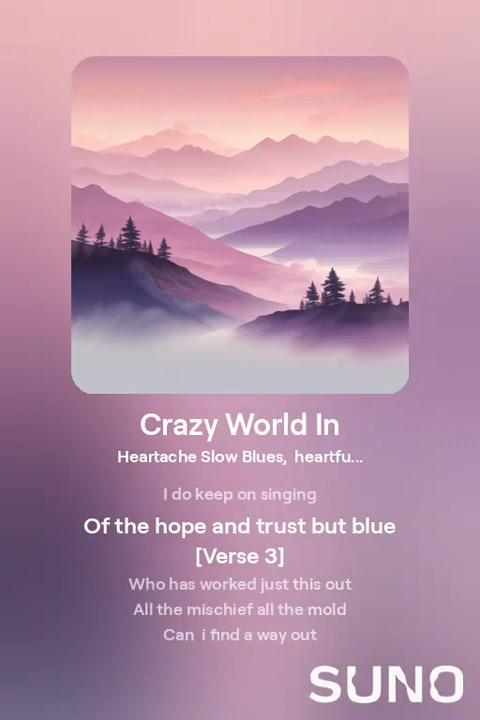 Crazy World In
Heartache Slow Blues,  heartfu...
I do keep on singing
Of the hope and trust but blue
[Verse 3]
Who has worked just this out
All the mischief all the mold
Can  i find a way out
SUNO